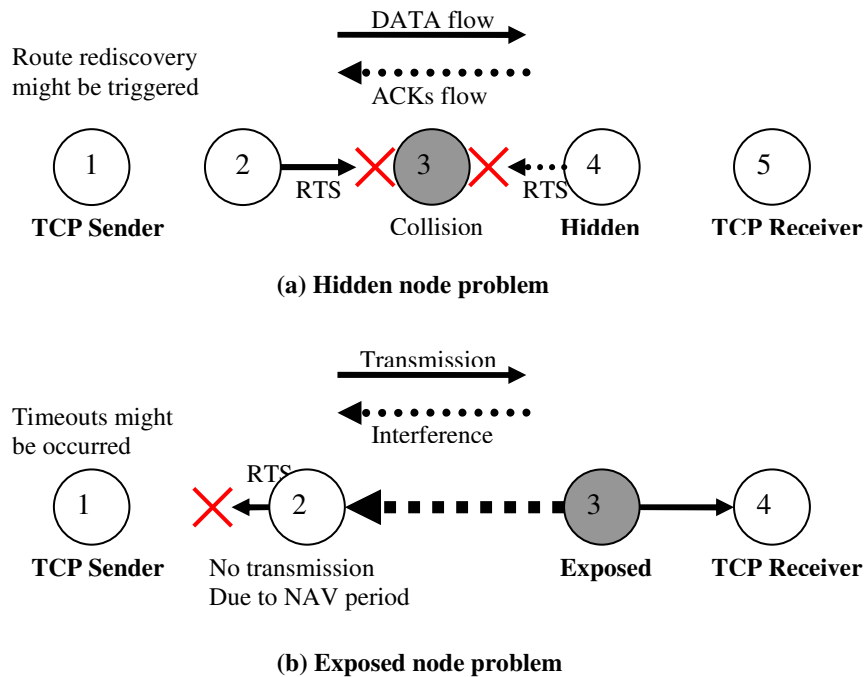 DATA flow
Route rediscovery
might be triggered
ACKs flow
1
2
3
4
5
RTS
RTS
TCP Sender
Collision
Hidden
TCP Receiver
(a) Hidden node problem
Transmission
Timeouts might
be occurred
Interference
RTS
1
2
3
4
TCP Sender
No transmission
Due to NAV period
Exposed
TCP Receiver
(b) Exposed node problem